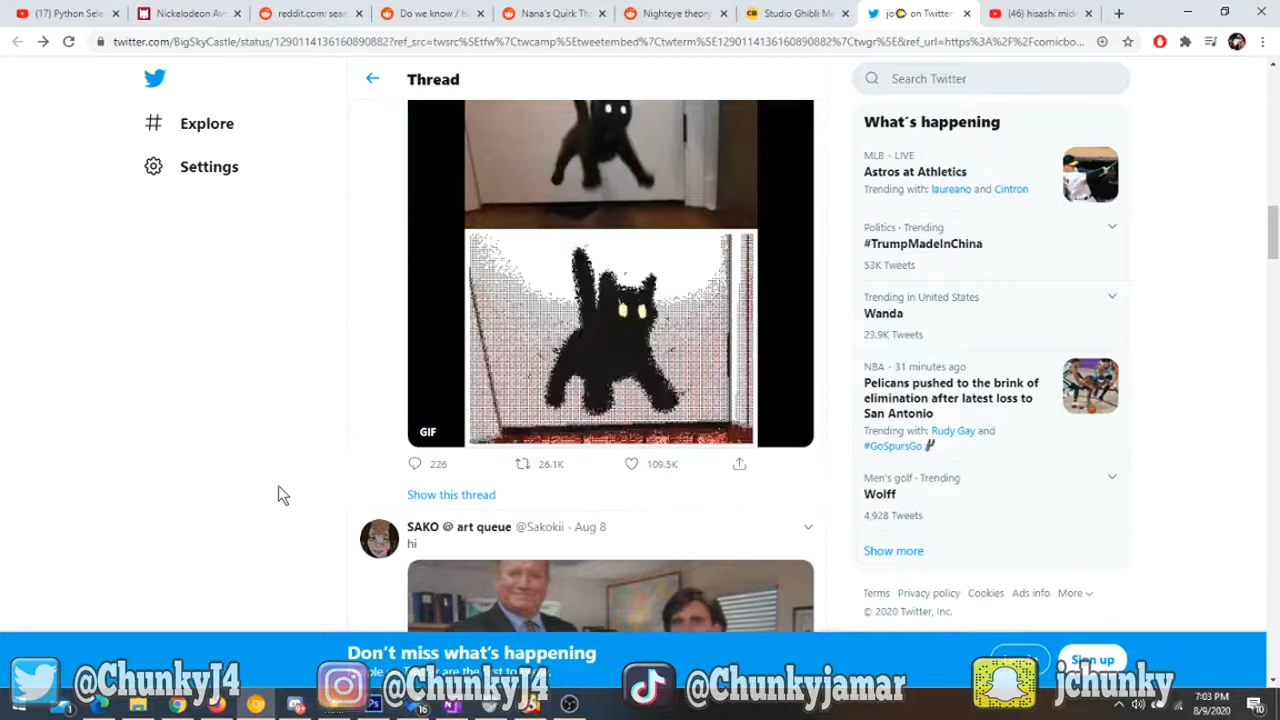 (17) Python Sele
Nickelodeon Av
reddit.com: sear
Do we know / h
Nana's Quirk Th
Nighteye theory
Studio Ghibli M
jo on Twitter
(46) hisashi mid
twitter.com/BigSkyCastle/status/1290114136160890882?ref_src=twsrc%5Etfw%7Ctwcamp%5Etweetembed%7Ctwterm%5E1290114136160890882%7Ctwgr%5E&ref_url=https%3A%2F%2Fcomicbo...
Thread
Search Twitter
Explore
Settings
What's happening
MLB · LIVE
Astros at Athletics
Trending with: laureano and Cintron
Politics · Trending
#TrumpMadeInChina
53K Tweets
Trending in United States
Wanda
23.9K Tweets
NBA · 31 minutes ago
Pelicans pushed to the brink of
elimination after latest loss to
San Antonio
Trending with: Rudy Gay and
#GoSpursGo
Men's golf · Trending
Wolff
4,928 Tweets
Show more
Terms Privacy policy Cookies Ads info More
© 2020 Twitter, Inc.
GIF
226 26.1K 109.5K
Show this thread
SAKO @ art queue @Sakokii · Aug 8
hi
Don't miss what's happening
Sign up
@ChunkyJ4
@ChunkyJ4
@Chunkyjamar
jchunky
7:03 PM
8/9/2020